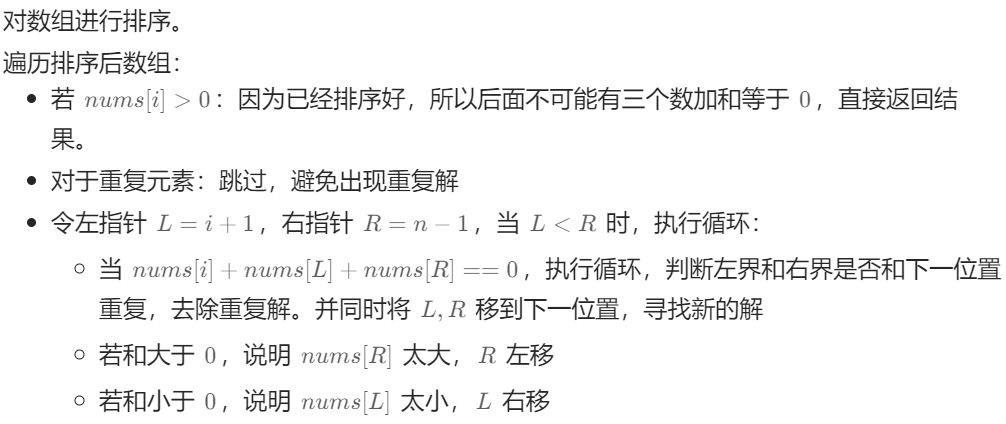 对数组进行排序。
遍历排序后数组：
• 若 nums[i] > 0：因为已经排序好，所以后面不可能有三个数加和等于 0，直接返回结
果。
• 对于重复元素：跳过，避免出现重复解
• 令左指针 L = i + 1，右指针 R = n − 1，当 L < R 时，执行循环：
○ 当 nums[i] + nums[L] + nums[R] == 0，执行循环，判断左界和右界是否和下一位置
重复，去除重复解。并同时将 L, R 移到下一位置，寻找新的解
○ 若和大于 0，说明 nums[R] 太大，R 左移
○ 若和小于 0，说明 nums[L] 太小，L 右移